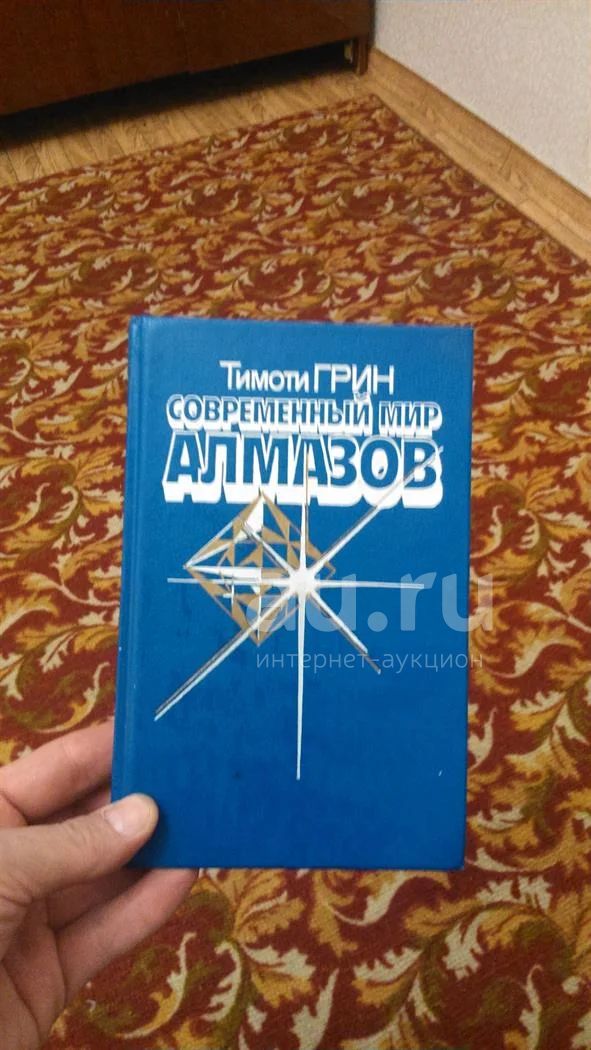 Тимоти ГРИН
СОВРЕМЕННЫЙ МИР
АЛМАЗОВ
au.ru
интернет-аукцион